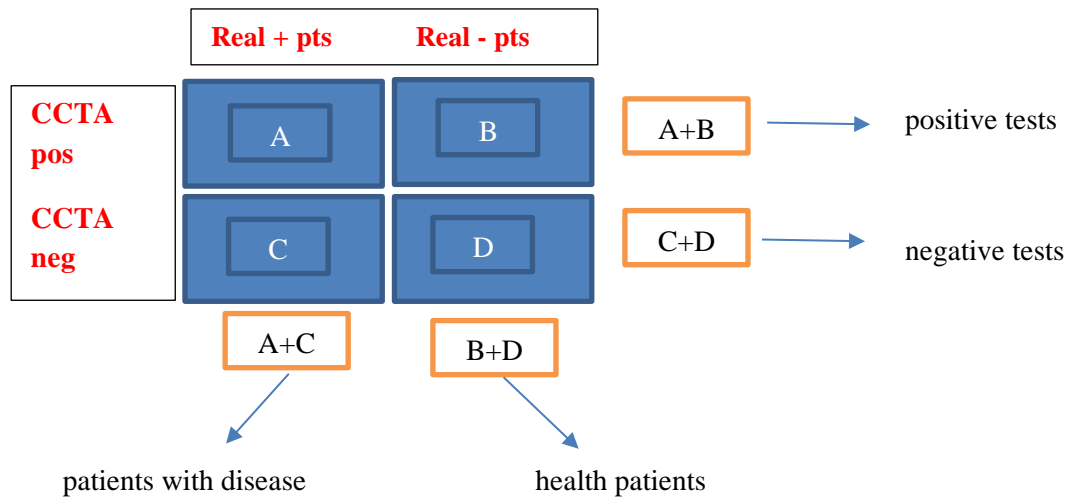 Real + pts Real - pts
CCTA
pos
A B A+B positive tests
CCTA
neg
C D C+D negative tests
A+C B+D
patients with disease health patients